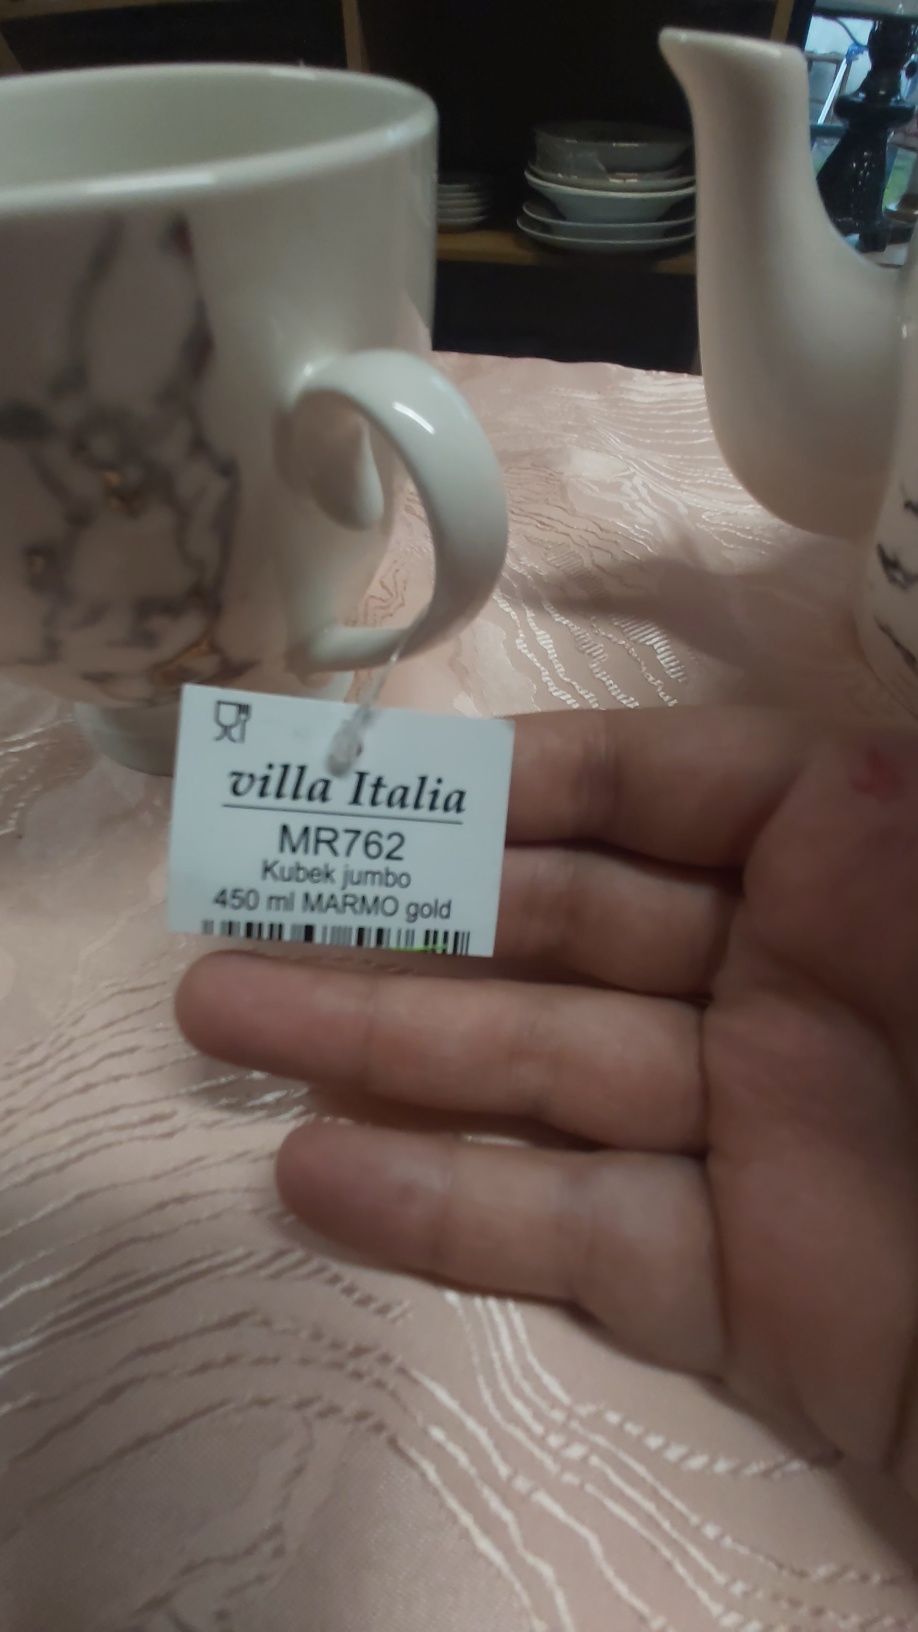 villa Italia
MR762
Kubek jumbo
450 ml MARMO gold